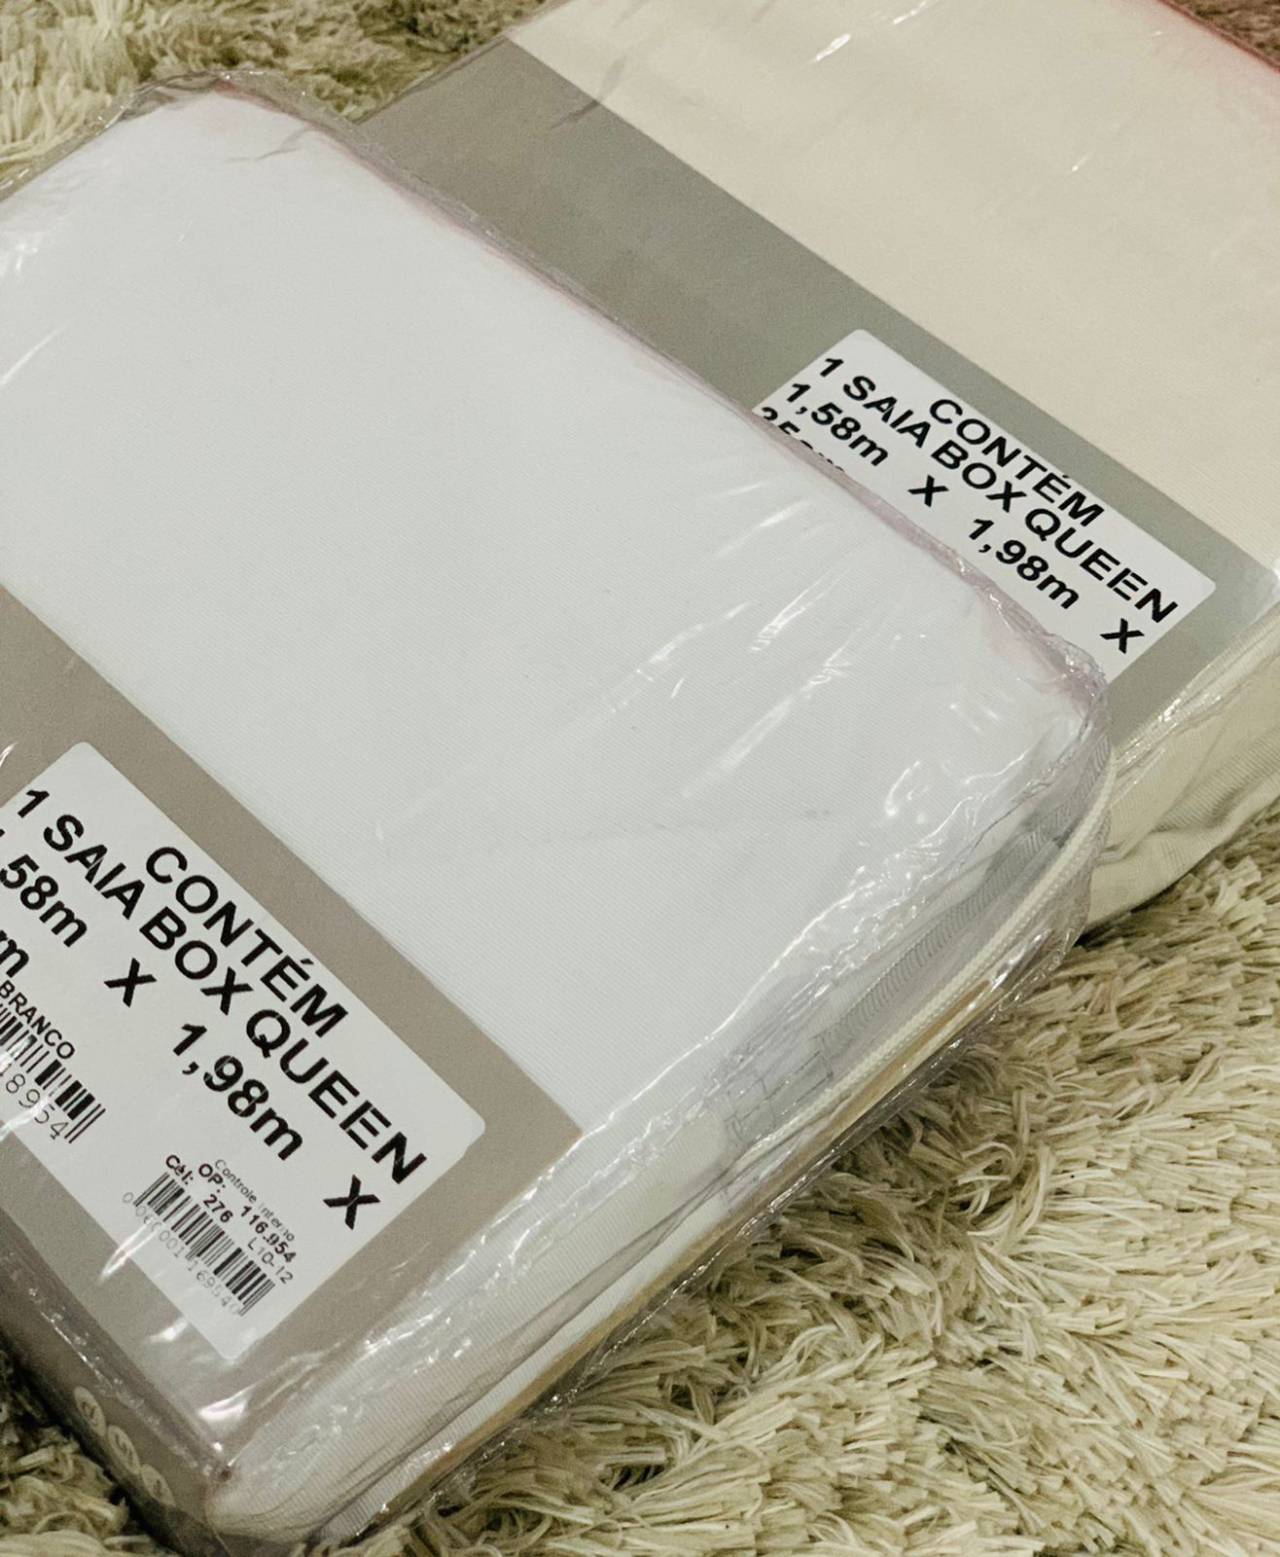 CONTÉM
1 SAIA BOX QUEEN
1,58m X 1,98m X
CONTÉM
1 SAIA BOX QUEEN
,58m X 1,98m X
m
BRANCO
18954
Controle Interno
OP: 116.954
Cél: 276 L10-12